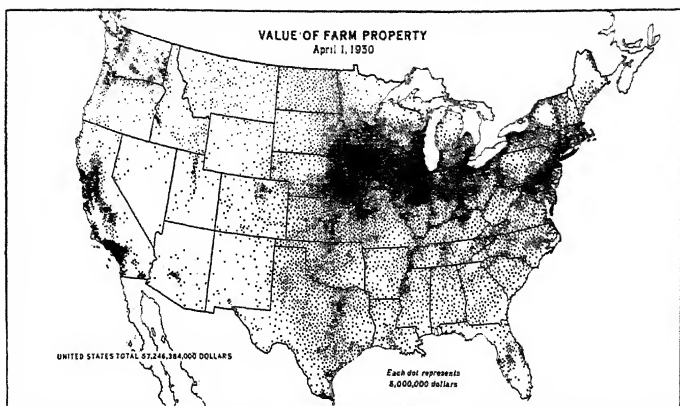 VALUE OF FARM PROPERTY
April 1, 1930
UNITED STATES TOTAL 57,246,384,000 DOLLARS
Each dot represents
8,000,000 dollars